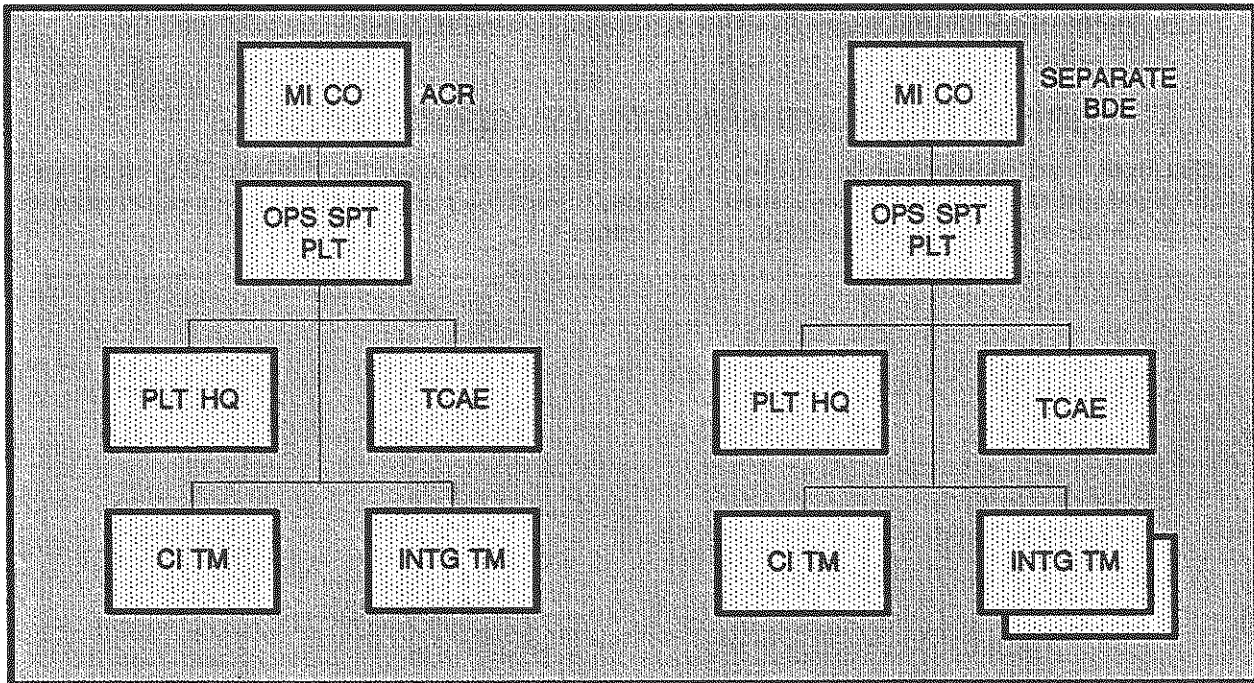 MI CO
ACR
OPS SPT
PLT
PLT HQ
TCAE
CI TM
INTG TM
MI CO
SEPARATE
BDE
OPS SPT
PLT
PLT HQ
TCAE
CI TM
INTG TM